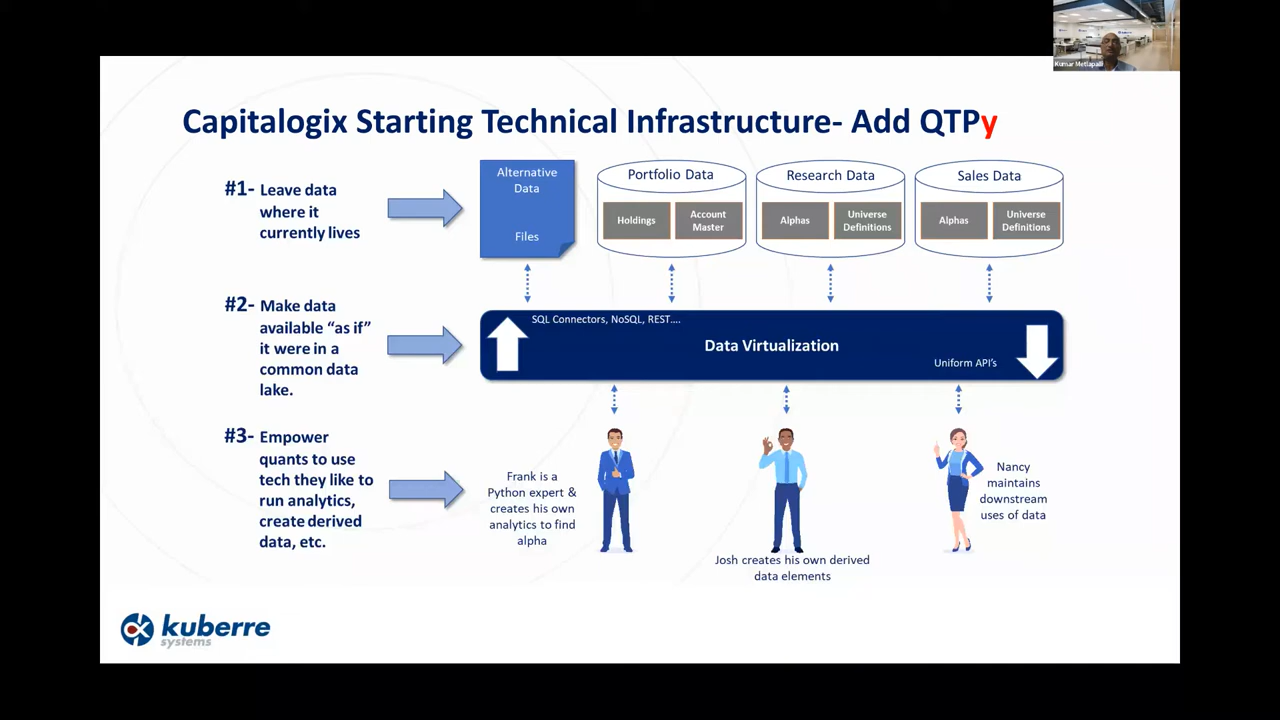 Kumar Metlapalli
Capitalogix Starting Technical Infrastructure- Add QTPy
#1- Leave data
where it
currently lives
Alternative
Data
Files
Portfolio Data
Holdings
Account
Master
Research Data
Alphas
Universe
Definitions
Sales Data
Alphas
Universe
Definitions
#2- Make data
available “as if”
it were in a
common data
lake.
SQL Connectors, NoSQL, REST....
Data Virtualization
Uniform API's
#3- Empower
quants to use
tech they like to
run analytics,
create derived
data, etc.
Frank is a
Python expert &
creates his own
analytics to find
alpha
Josh creates his own derived
data elements
Nancy
maintains
downstream
uses of data
kuberre
systems